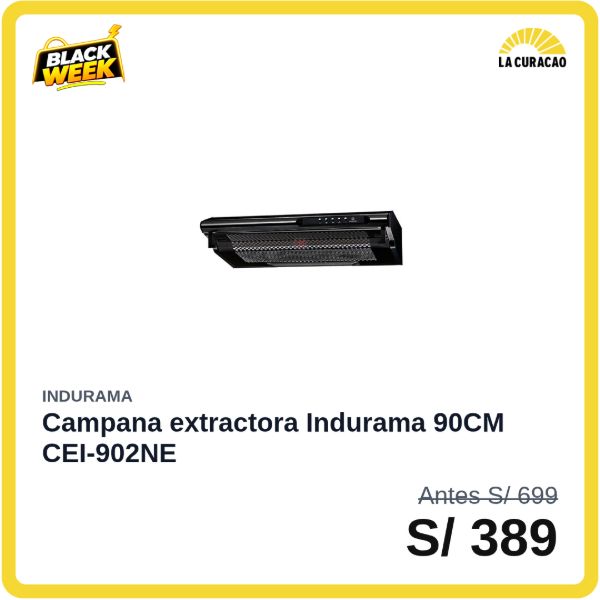 BLACK
WEEK
LA CURACAO
INDURAMA
Campana extractora Indurama 90CM
CEI-902NE
Antes S/ 699
S/ 389